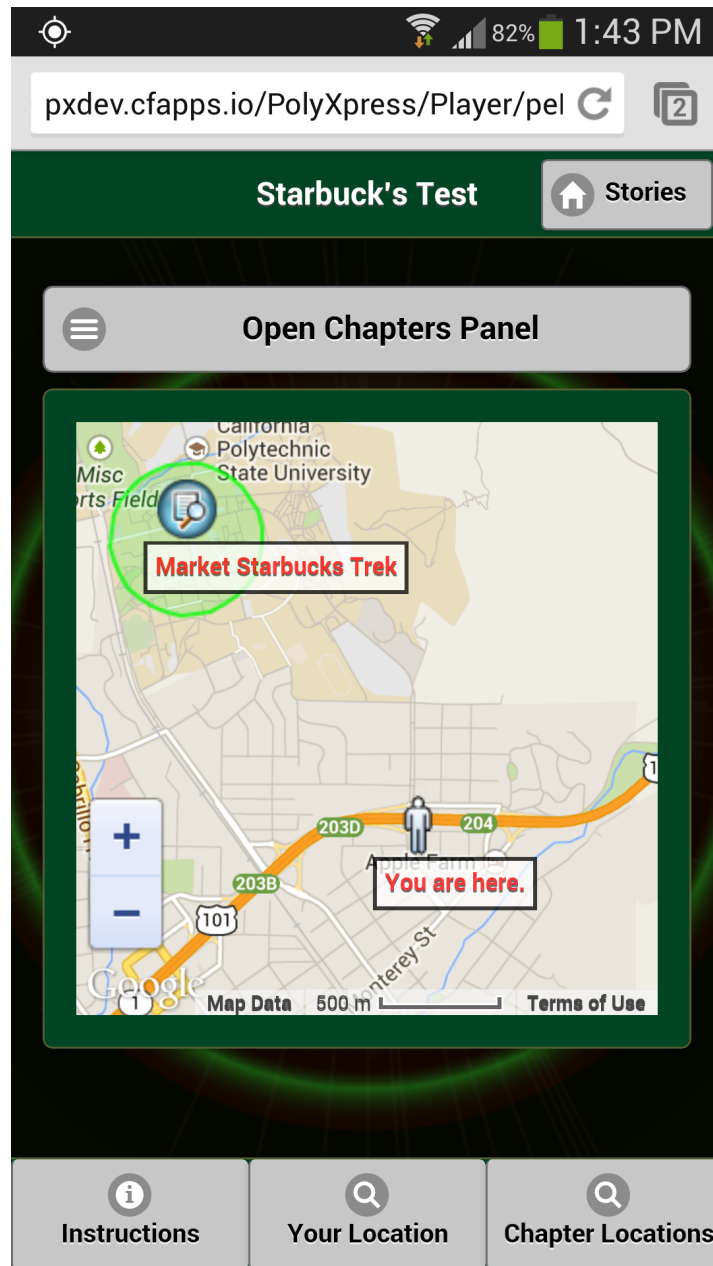 82% 1:43 PM
pxdev.cfapps.io/PolyXpress/Player/pel
2
Starbuck's Test
Stories
Open Chapters Panel
California
Polytechnic
State University
Misc
rts Field
Market Starbucks Trek
203D
204
1
Apple Farm
You are here.
203B
101
Monterey St
Google
1
Map Data
500 m
Terms of Use
Instructions
Your Location
Chapter Locations